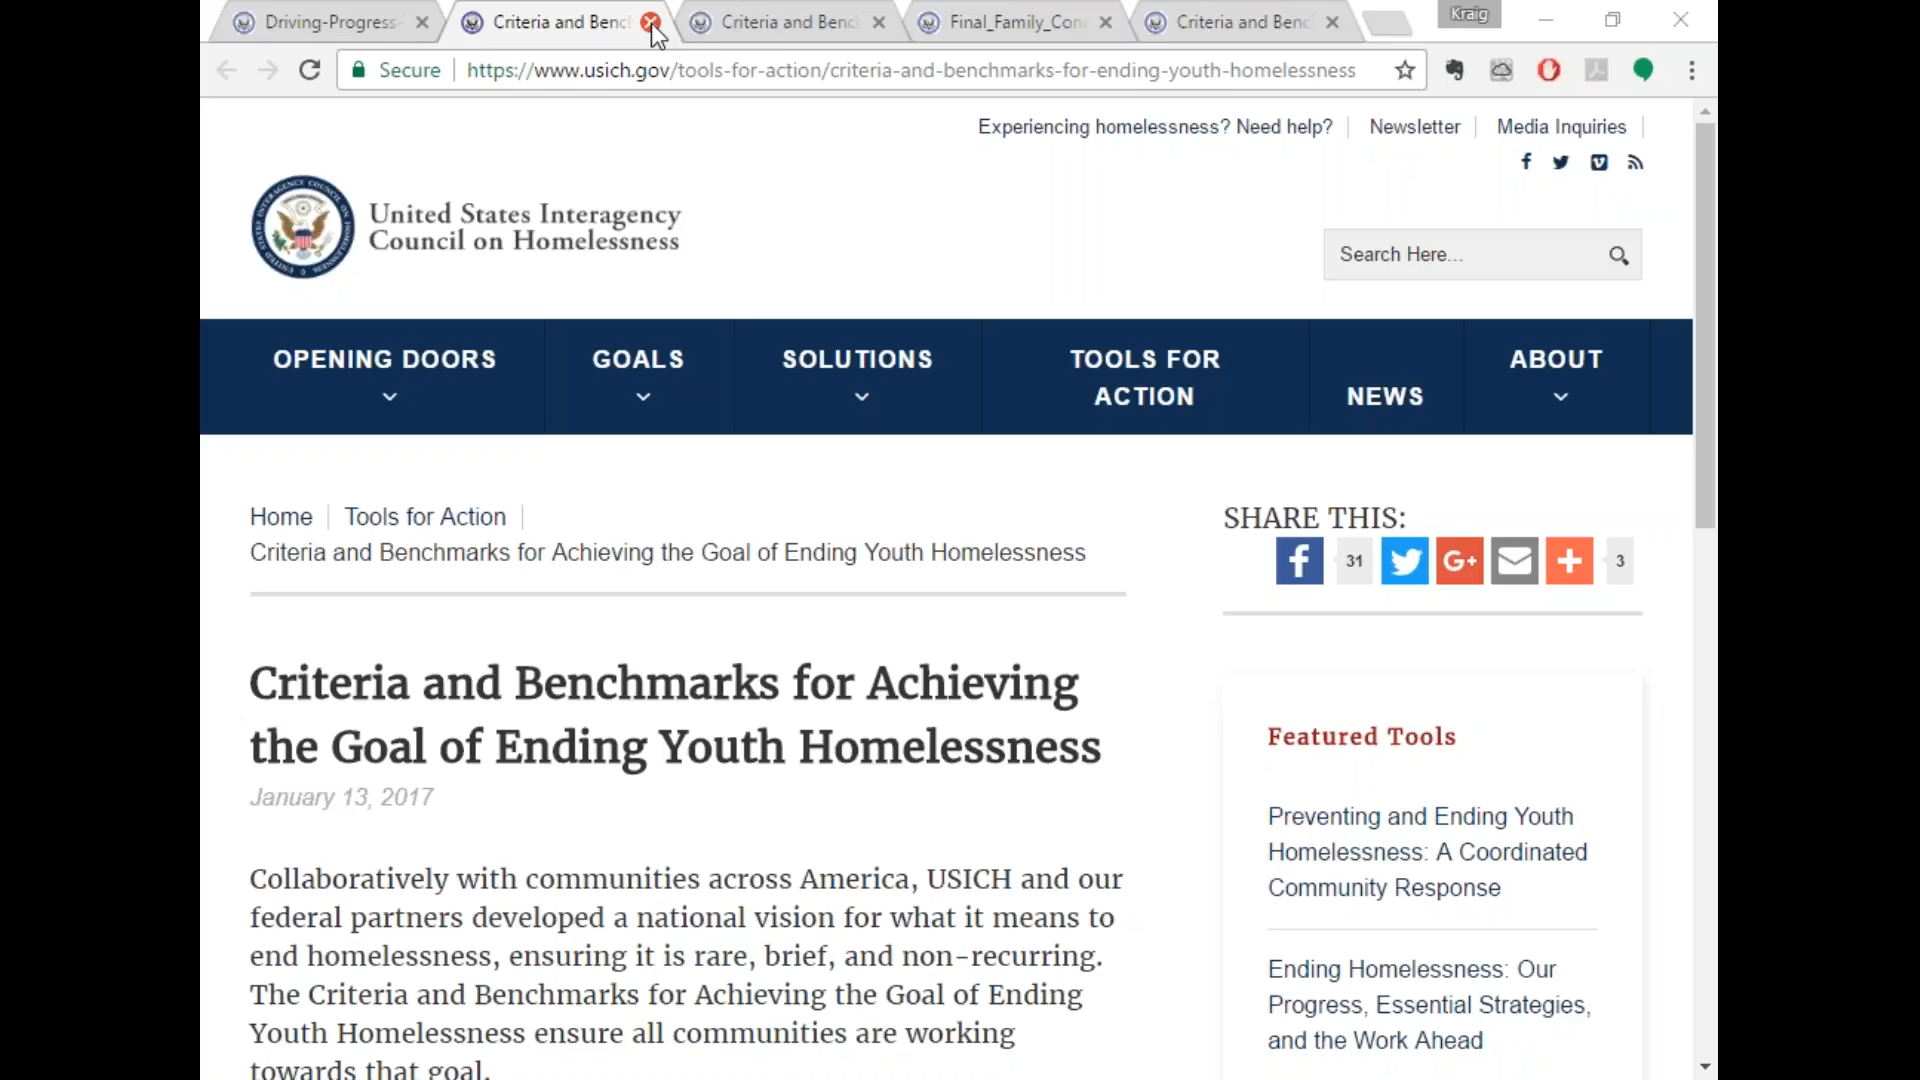 Driving-Progress-
Criteria and Benc
Criteria and Benc
Final_Family_Con
Criteria and Benc
Kraig
Secure
https://www.usich.gov/tools-for-action/criteria-and-benchmarks-for-ending-youth-homelessness
Experiencing homelessness? Need help?
Newsletter
Media Inquiries
United States Interagency
Council on Homelessness
Search Here...
OPENING DOORS
GOALS
SOLUTIONS
TOOLS FOR
ACTION
NEWS
ABOUT
Home
Tools for Action
Criteria and Benchmarks for Achieving the Goal of Ending Youth Homelessness
SHARE THIS:
31
G+
3
Criteria and Benchmarks for Achieving
the Goal of Ending Youth Homelessness
January 13, 2017
Collaboratively with communities across America, USICH and our
federal partners developed a national vision for what it means to
end homelessness, ensuring it is rare, brief, and non-recurring.
The Criteria and Benchmarks for Achieving the Goal of Ending
Youth Homelessness ensure all communities are working
towards that goal.
Featured Tools
Preventing and Ending Youth
Homelessness: A Coordinated
Community Response
Ending Homelessness: Our
Progress, Essential Strategies,
and the Work Ahead